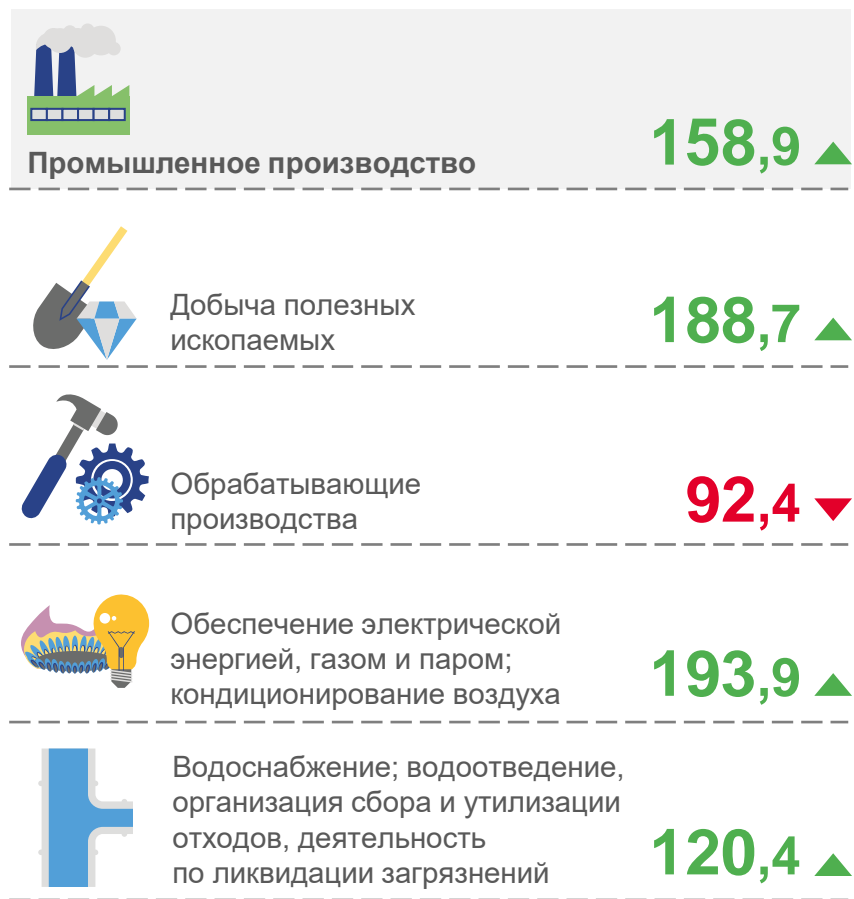 Промышленное производство
158,9
Добыча полезных
ископаемых
188,7
Обрабатывающие
производства
92,4
Обеспечение электрической
энергией, газом и паром;
кондиционирование воздуха
193,9
Водоснабжение; водоотведение,
организация сбора и утилизации
отходов, деятельность
по ликвидации загрязнений
120,4